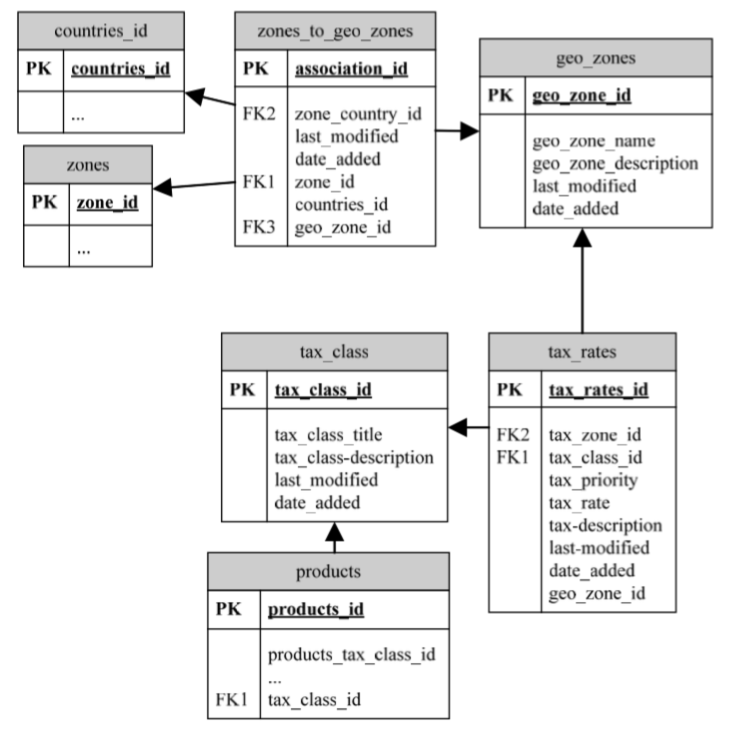 countries_id
PK countries_id
...
zones
PK zone_id
...
zones_to_geo_zones
PK association_id
FK2 zone_country_id
last_modified
date_added
FK1 zone_id
countries_id
FK3 geo_zone_id
geo_zones
PK geo_zone_id
geo_zone_name
geo_zone_description
last_modified
date_added
tax_class
PK tax_class_id
tax_class_title
tax_class-description
last_modified
date_added
tax_rates
PK tax_rates_id
FK2 tax_zone_id
FK1 tax_class_id
tax_priority
tax_rate
tax-description
last-modified
date_added
geo_zone_id
products
PK products_id
products_tax_class_id
...
FK1 tax_class_id